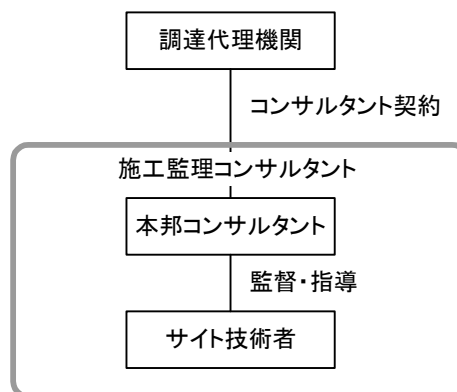 調達代理機関
コンサルタント契約
施工監理コンサルタント
本邦コンサルタント
監督・指導
サイト技術者